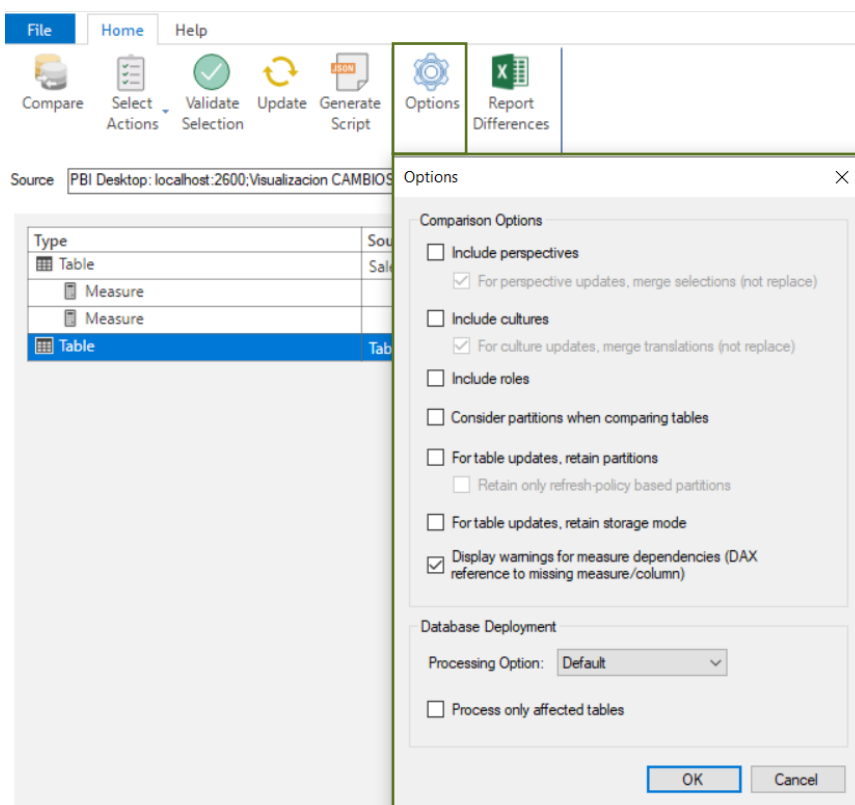 File Home Help
Compare Select Actions Validate Selection Update Generate Script Options Report Differences
JSON
Source PBI Desktop: localhost:2600;Visualizacion CAMBIOS
Options
Type Sou
Table Sale
Measure
Measure
Table Tab
Comparison Options
Include perspectives
For perspective updates, merge selections (not replace)
Include cultures
For culture updates, merge translations (not replace)
Include roles
Consider partitions when comparing tables
For table updates, retain partitions
Retain only refresh-policy based partitions
For table updates, retain storage mode
Display warnings for measure dependencies (DAX
reference to missing measure/column)
Database Deployment
Processing Option: Default
Process only affected tables
OK Cancel